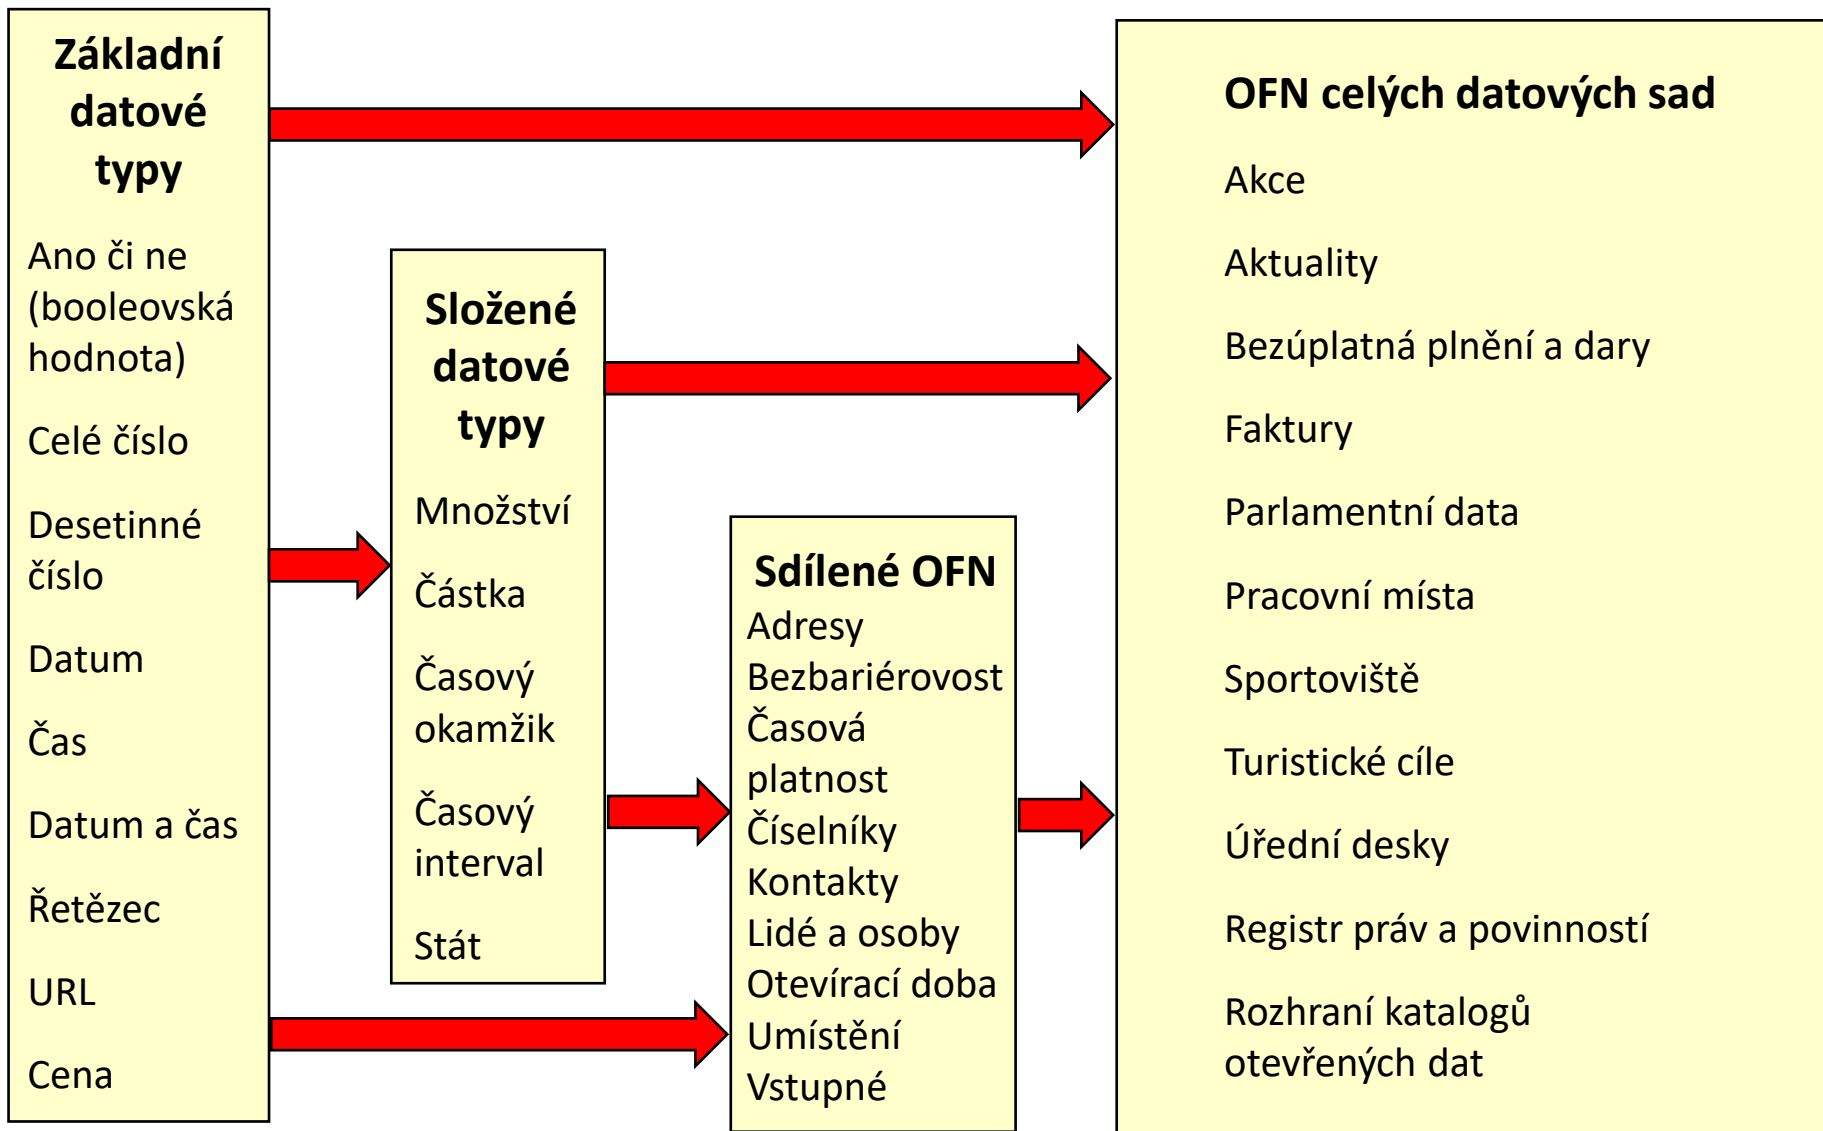 Základní
datové
typy
Ano či ne
(booleovská
hodnota)
Celé číslo
Desetinné
číslo
Datum
Čas
Datum a čas
Řetězec
URL
Cena
Složené
datové
typy
Množství
Částka
Časový
okamžik
Časový
interval
Stát
Sdílené OFN
Adresy
Bezbariérovost
Časová
platnost
Číselníky
Kontakty
Lidé a osoby
Otevírací doba
Umístění
Vstupné
OFN celých datových sad
Akce
Aktuality
Bezúplatná plnění a dary
Faktury
Parlamentní data
Pracovní místa
Sportoviště
Turistické cíle
Úřední desky
Registr práv a povinností
Rozhraní katalogů
otevřených dat